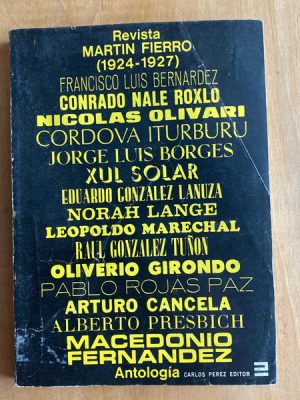 Revista
MARTIN FIERRO
(1924-1927)
FRANCISCO LUIS BERNARDEZ
CONRADO NALE ROXLO
NICOLAS OLIVARI
CORDOVA ITURBURU
JORGE LUIS BORGES
XUL SOLAR
EDUARDO GONZALEZ LANUZA
NORAH LANGE
LEOPOLDO MARECHAL
RAUL GONZALEZ TUÑON
OLIVERIO GIRONDO
PABLO ROJAS PAZ
ARTURO CANCELA
ALBERTO PRESBICH
MACEDONIO
FERNANDEZ
Antología CARLOS PEREZ EDITOR